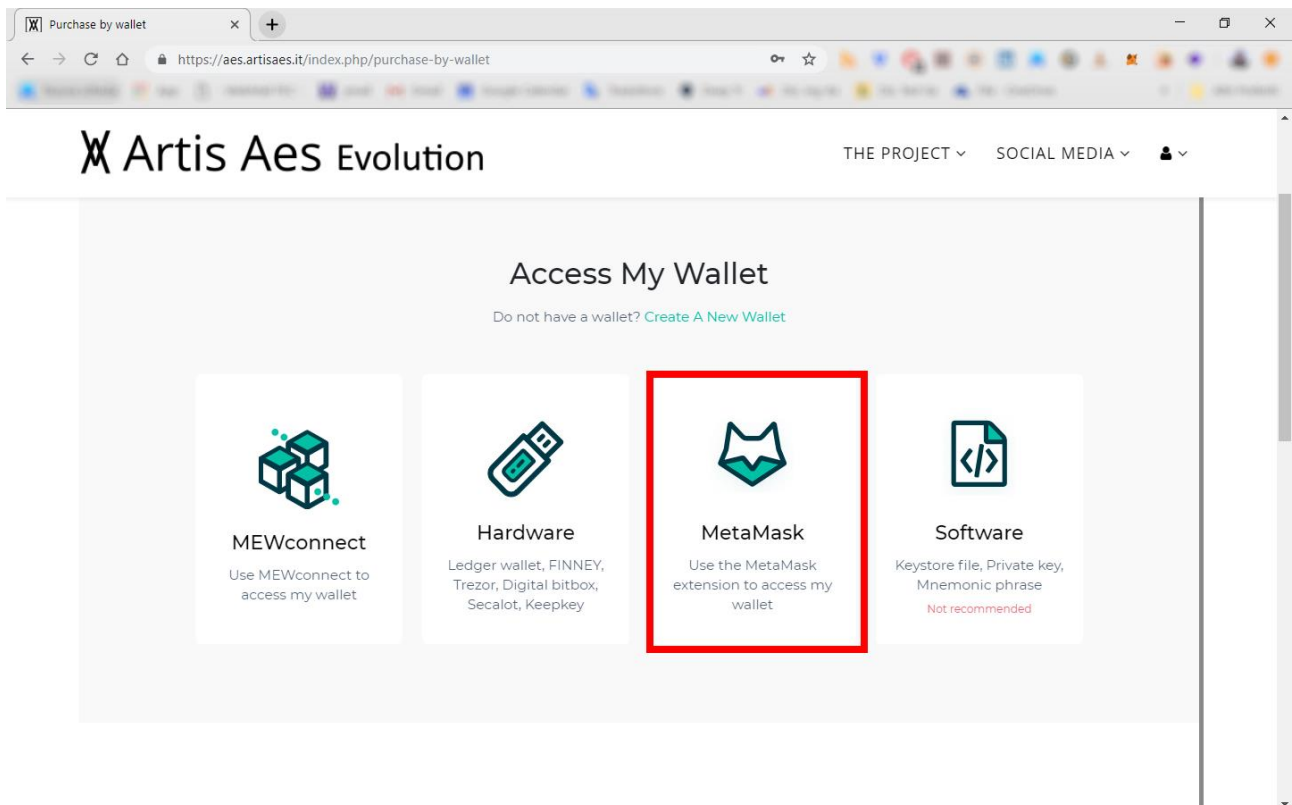 Purchase by wallet
https://aes.artisaes.it/index.php/purchase-by-wallet
Artis Aes Evolution
THE PROJECT
SOCIAL MEDIA
Access My Wallet
Do not have a wallet? Create A New Wallet
MEWconnect
Use MEWconnect to
access my wallet
Hardware
Ledger wallet, FINNEY,
Trezor, Digital bitbox,
Secalot, Keepkey
MetaMask
Use the MetaMask
extension to access my
wallet
Software
Keystore file, Private key,
Mnemonic phrase
Not recommended